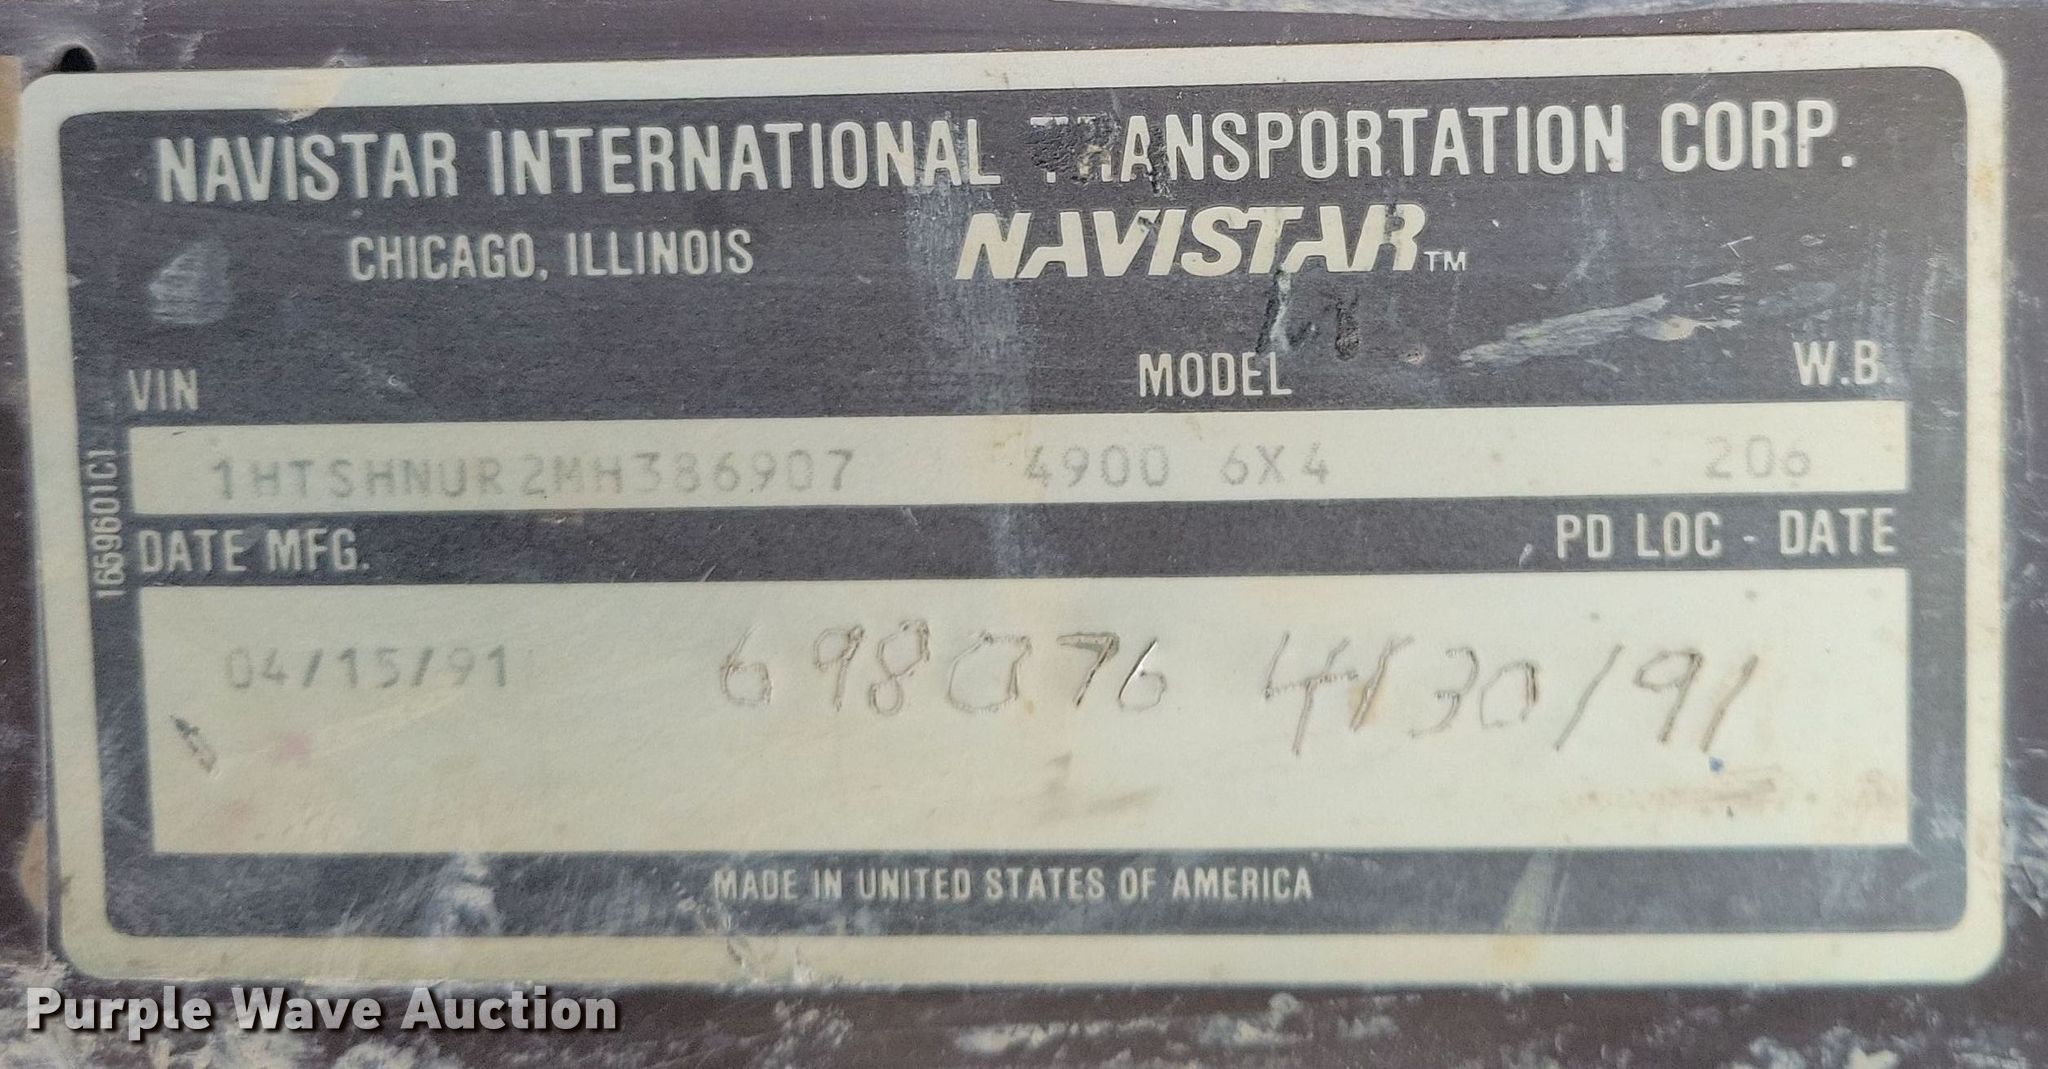 NAVISTAR INTERNATIONAL TRANSPORTATION CORP.
CHICAGO, ILLINOIS NAVISTAR™
VIN MODEL W.B.
1HTSHNUR2MH386907 4900 6X4 206
1659601C1
DATE MFG. PD LOC - DATE
04/15/91 698076 4/30/91
MADE IN UNITED STATES OF AMERICA
Purple Wave Auction